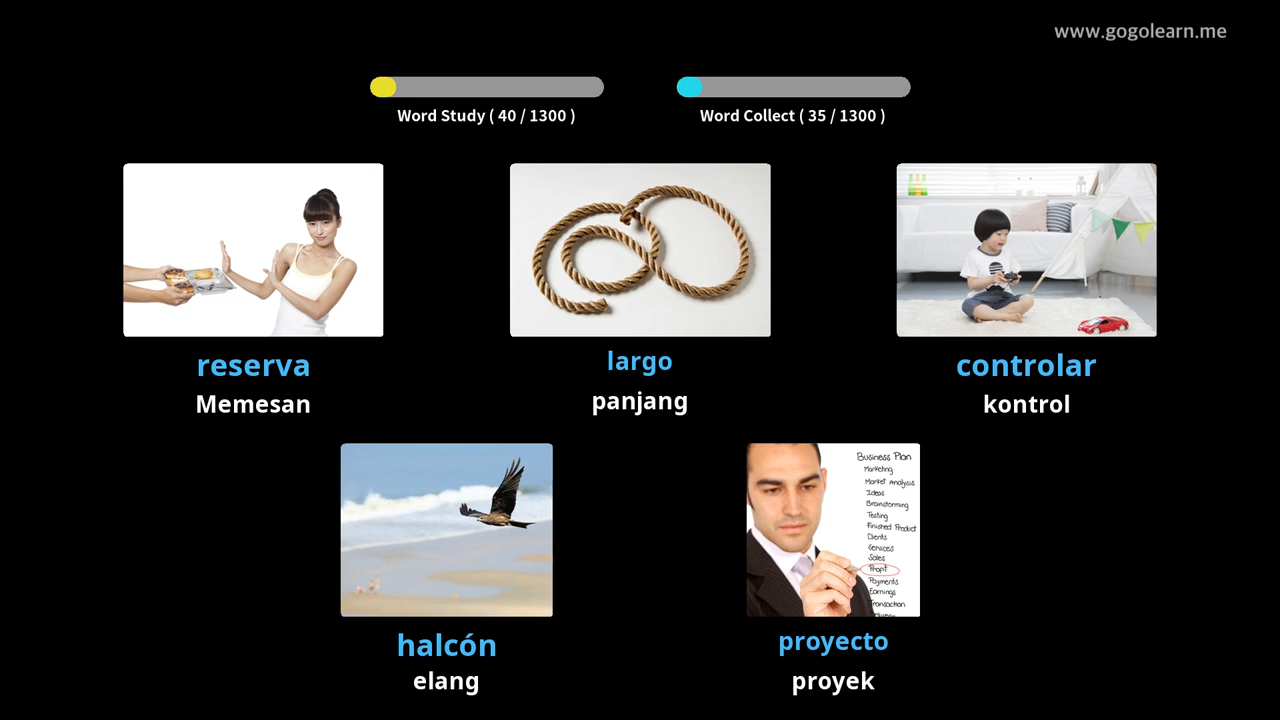 www.gogolearn.me
Word Study ( 40 / 1300 )
Word Collect ( 35 / 1300 )
reserva
Memesan
largo
panjang
controlar
kontrol
halcón
elang
Business Plan
Marketing
Market Analysis
Ideas
Brainstorming
Testing
Finished Product
Clients
Services
Sales
Profit
Payments
Earnings
Transaction
proyecto
proyek